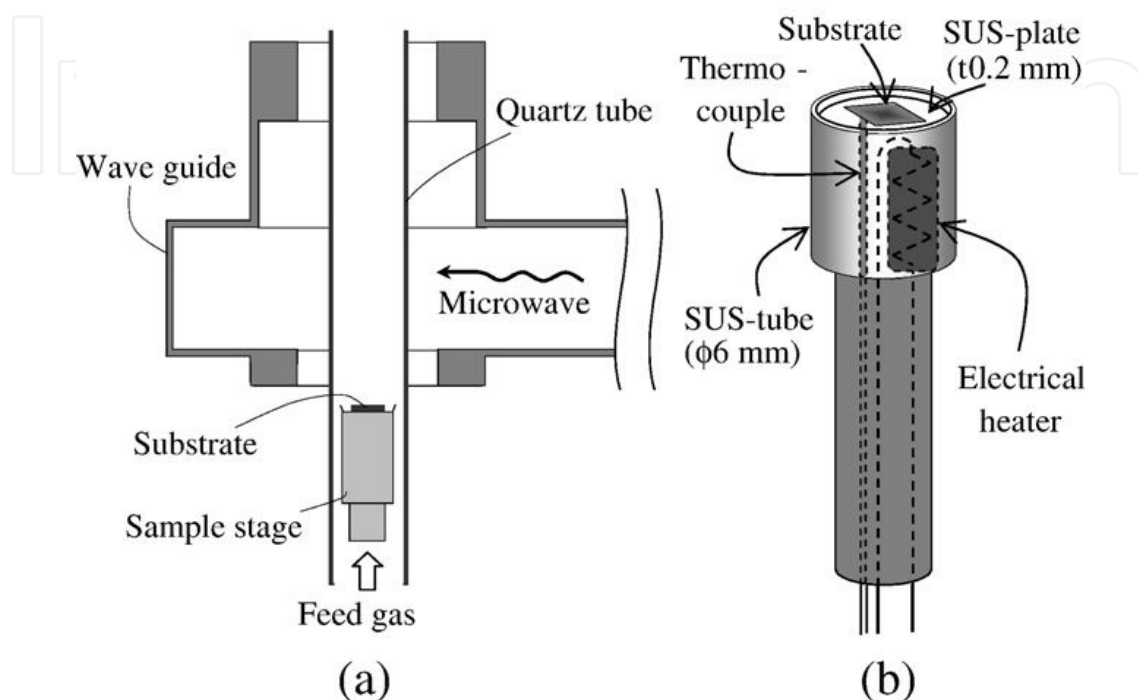 Quartz tube
Wave guide
Microwave
Substrate
Sample stage
Feed gas
(a)
Substrate
SUS-plate
(t0.2 mm)
Thermo -
couple
SUS-tube
(ϕ6 mm)
Electrical
heater
(b)